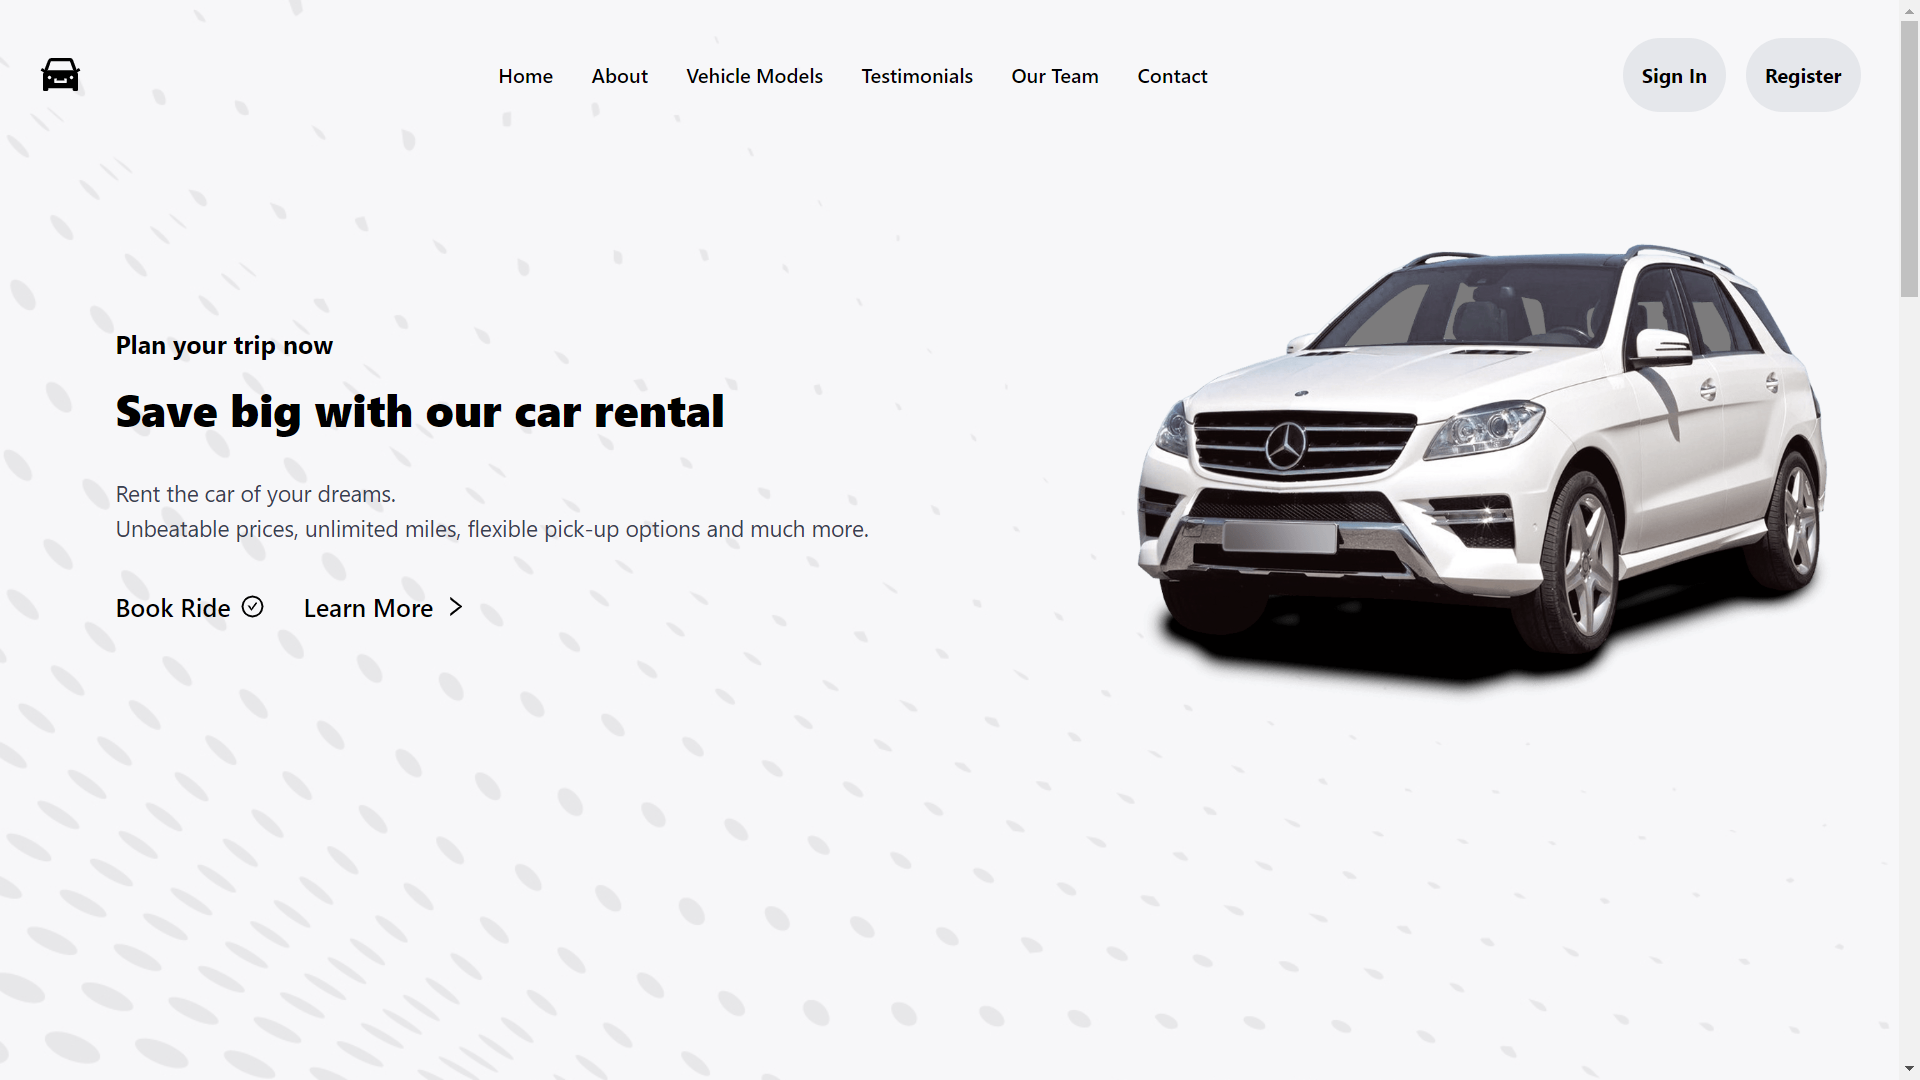 Home About Vehicle Models Testimonials Our Team Contact Sign In Register
Plan your trip now
Save big with our car rental
Rent the car of your dreams.
Unbeatable prices, unlimited miles, flexible pick-up options and much more.
Book Ride Learn More